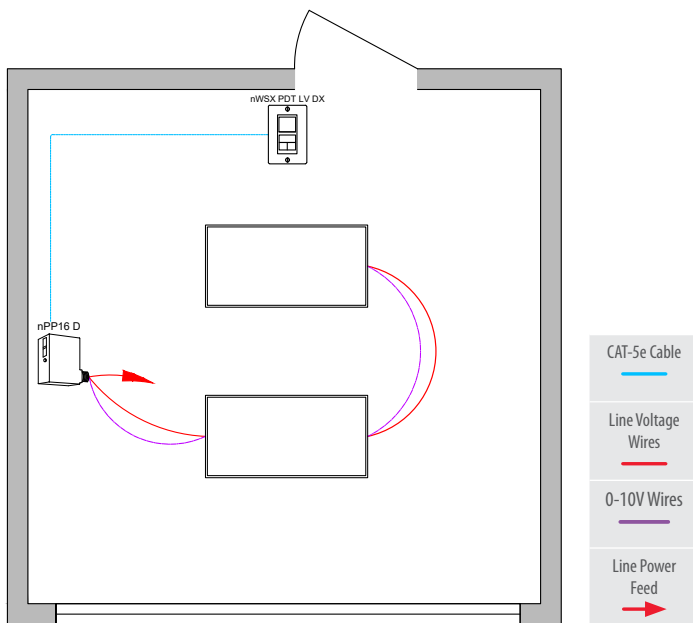 nWSX PDT LV DX
nPP16 D
CAT-5e Cable
Line Voltage
Wires
0-10V Wires
Line Power
Feed